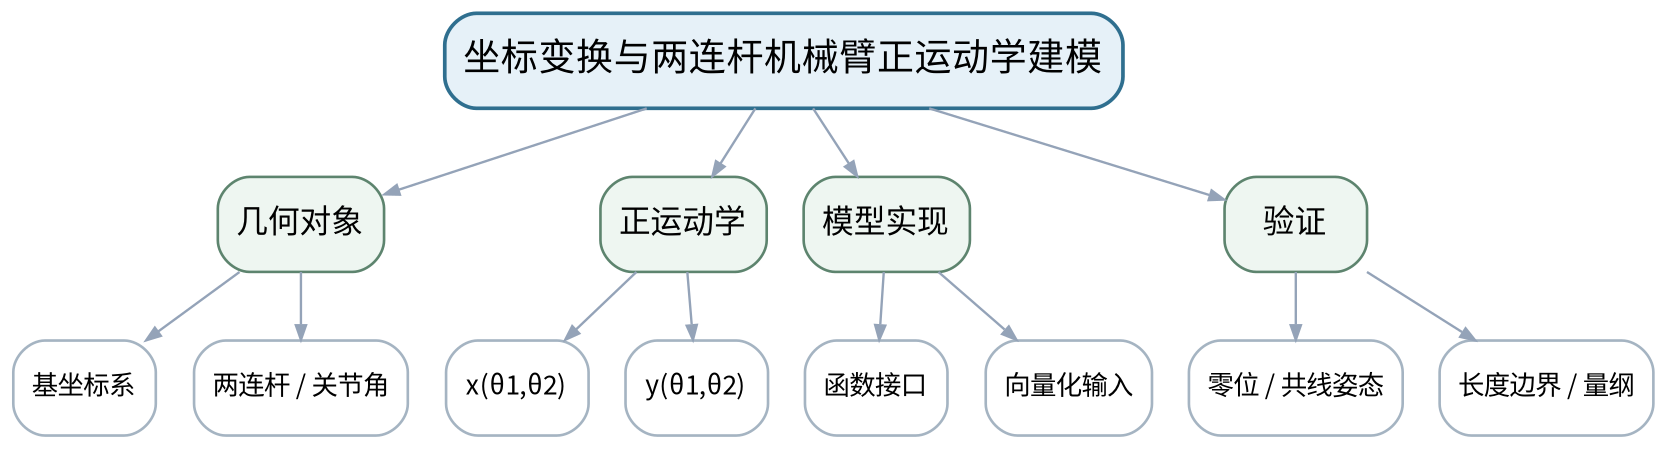 坐标变换与两连杆机械臂正运动学建模
几何对象
正运动学
模型实现
验证
基坐标系
两连杆 / 关节角
x(θ1,θ2)
y(θ1,θ2)
函数接口
向量化输入
零位 / 共线姿态
长度边界 / 量纲